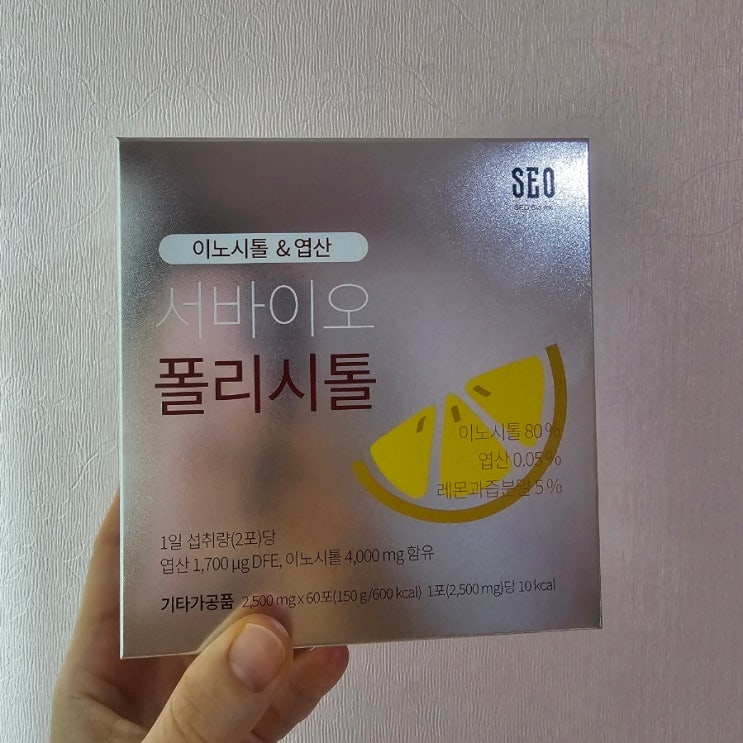 SEO
이노시톨 & 엽산
서바이오
폴리시톨
이노시톨 80%
엽산 0.05%
레몬과즙분말 5%
1일 섭취량(2포)당
엽산 1,700 μg DFE, 이노시톨 4,000 mg 함유
기타가공품 2,500 mg x 60포(150 g/600 kcal) 1포(2,500 mg)당 10 kcal